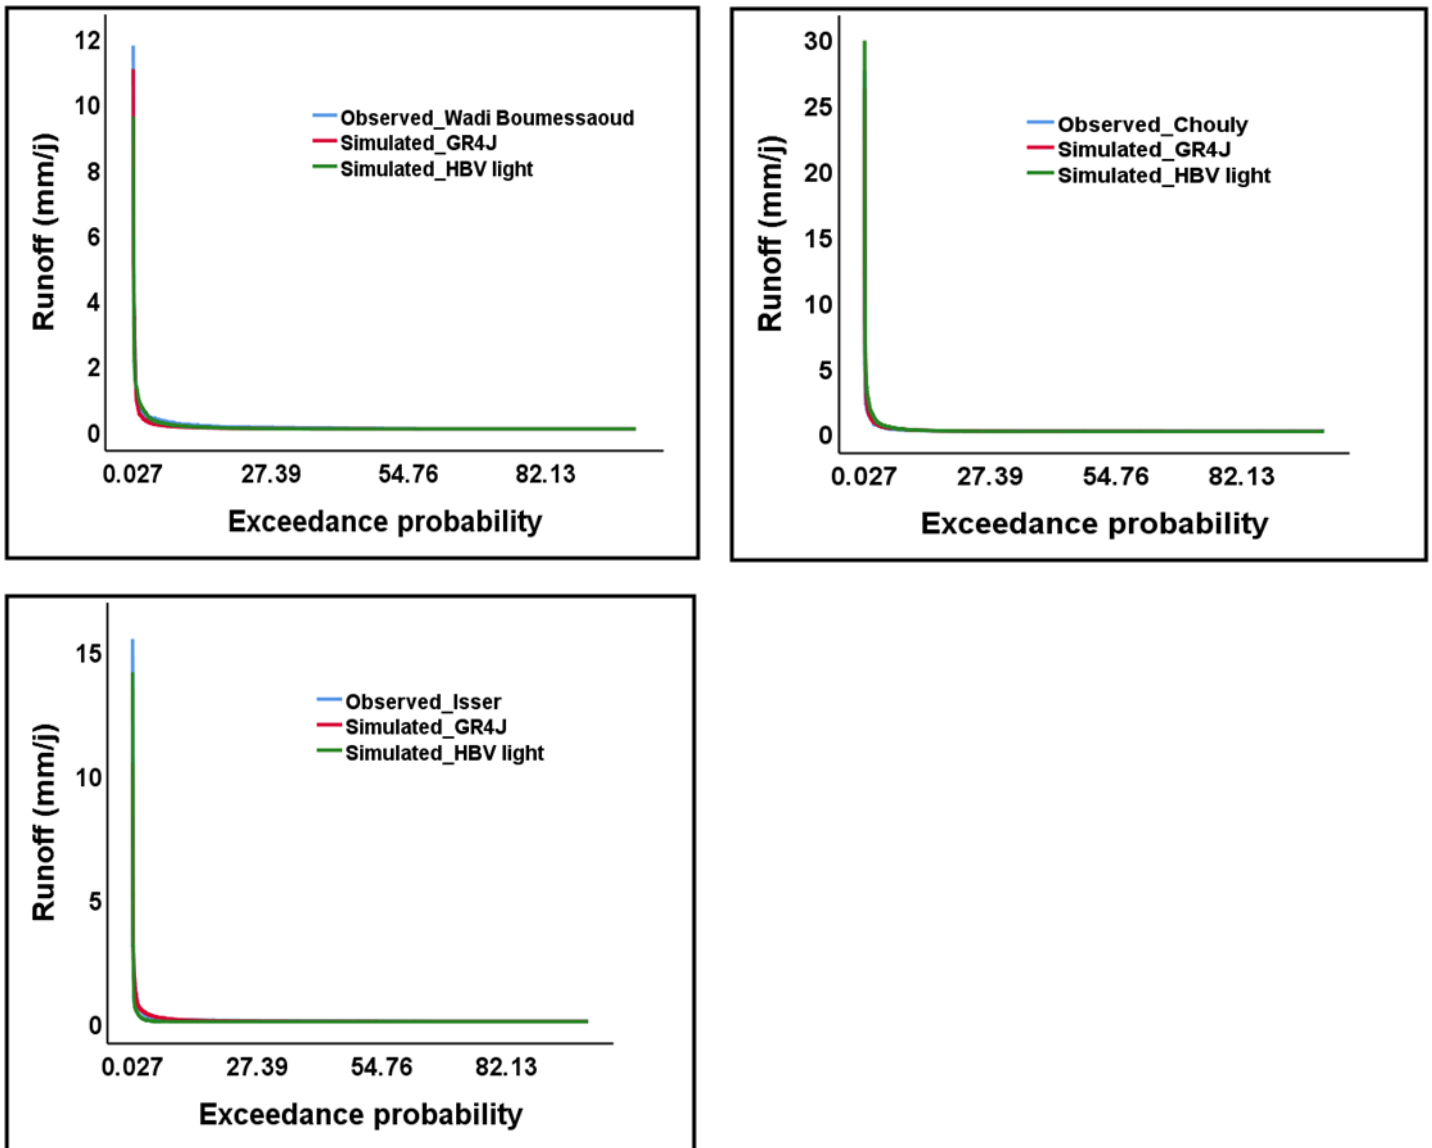 12
10
8
6
4
2
0
Runoff (mm/j)
Observed_Wadi Boumessaoud
Simulated_GR4J
Simulated_HBV light
0.027 27.39 54.76 82.13
Exceedance probability
30
25
20
15
10
5
0
Runoff (mm/j)
Observed_Chouly
Simulated_GR4J
Simulated_HBV light
0.027 27.39 54.76 82.13
Exceedance probability
15
10
5
0
Runoff (mm/j)
Observed_Isser
Simulated_GR4J
Simulated_HBV light
0.027 27.39 54.76 82.13
Exceedance probability